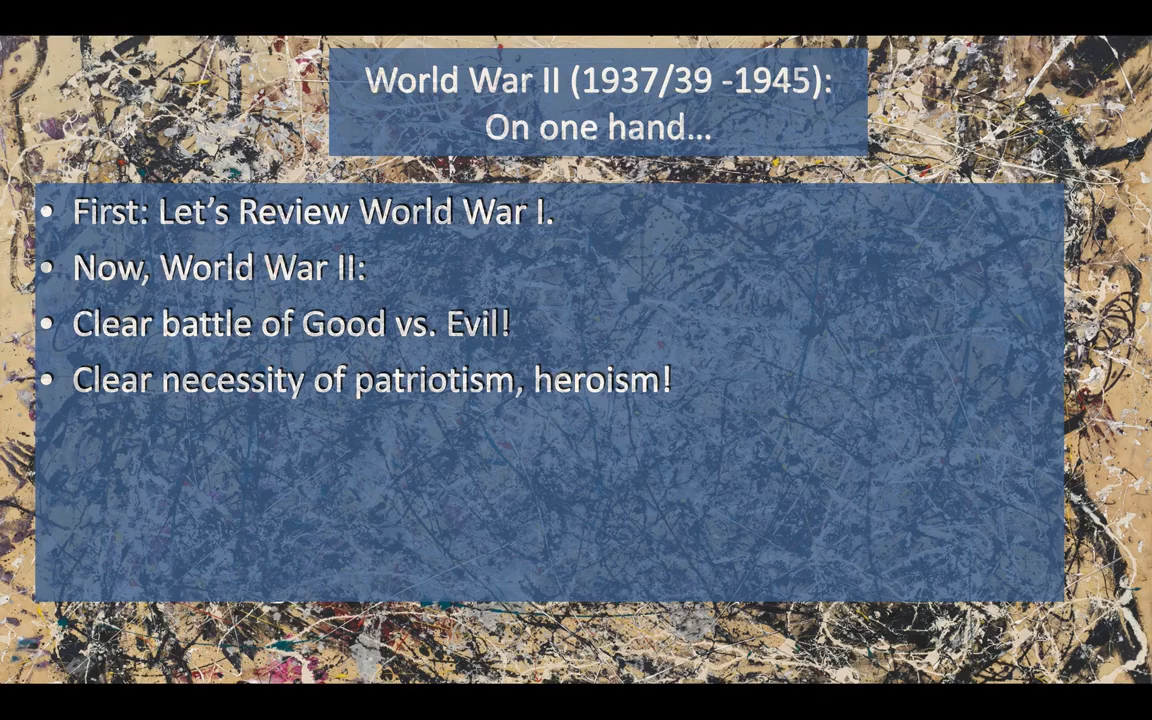 World War II (1937/39 -1945):
On one hand...
• First: Let’s Review World War I.
• Now, World War II:
• Clear battle of Good vs. Evil!
• Clear necessity of patriotism, heroism!